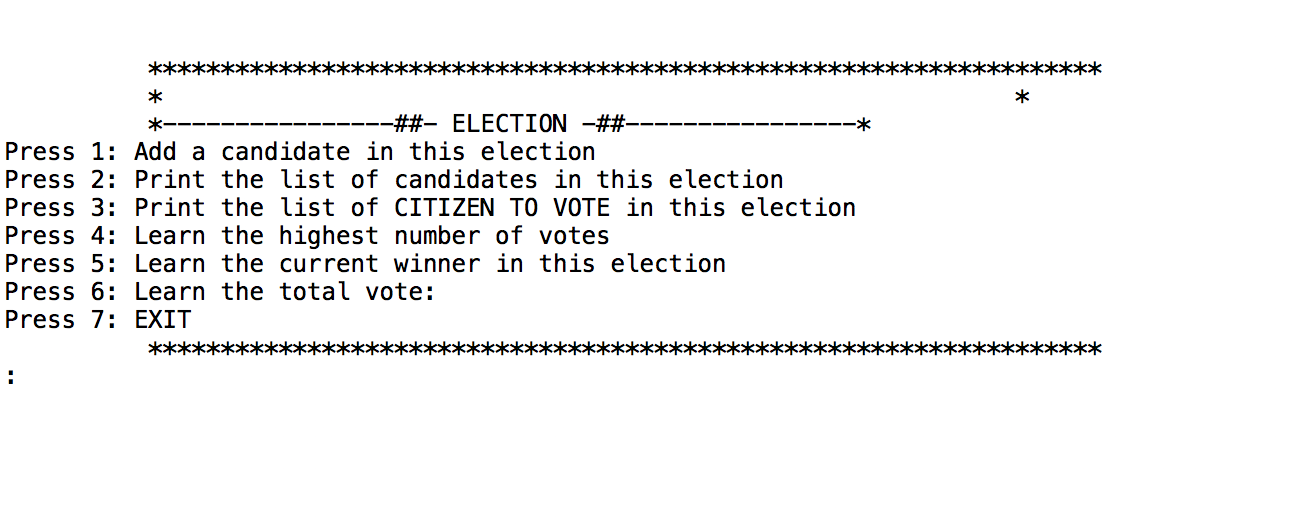 ******************************************************************
          *                                                           *
          *----------------##- ELECTION -##----------------*
Press 1: Add a candidate in this election
Press 2: Print the list of candidates in this election
Press 3: Print the list of CITIZEN TO VOTE in this election
Press 4: Learn the highest number of votes
Press 5: Learn the current winner in this election
Press 6: Learn the total vote:
Press 7: EXIT
          ******************************************************************
: